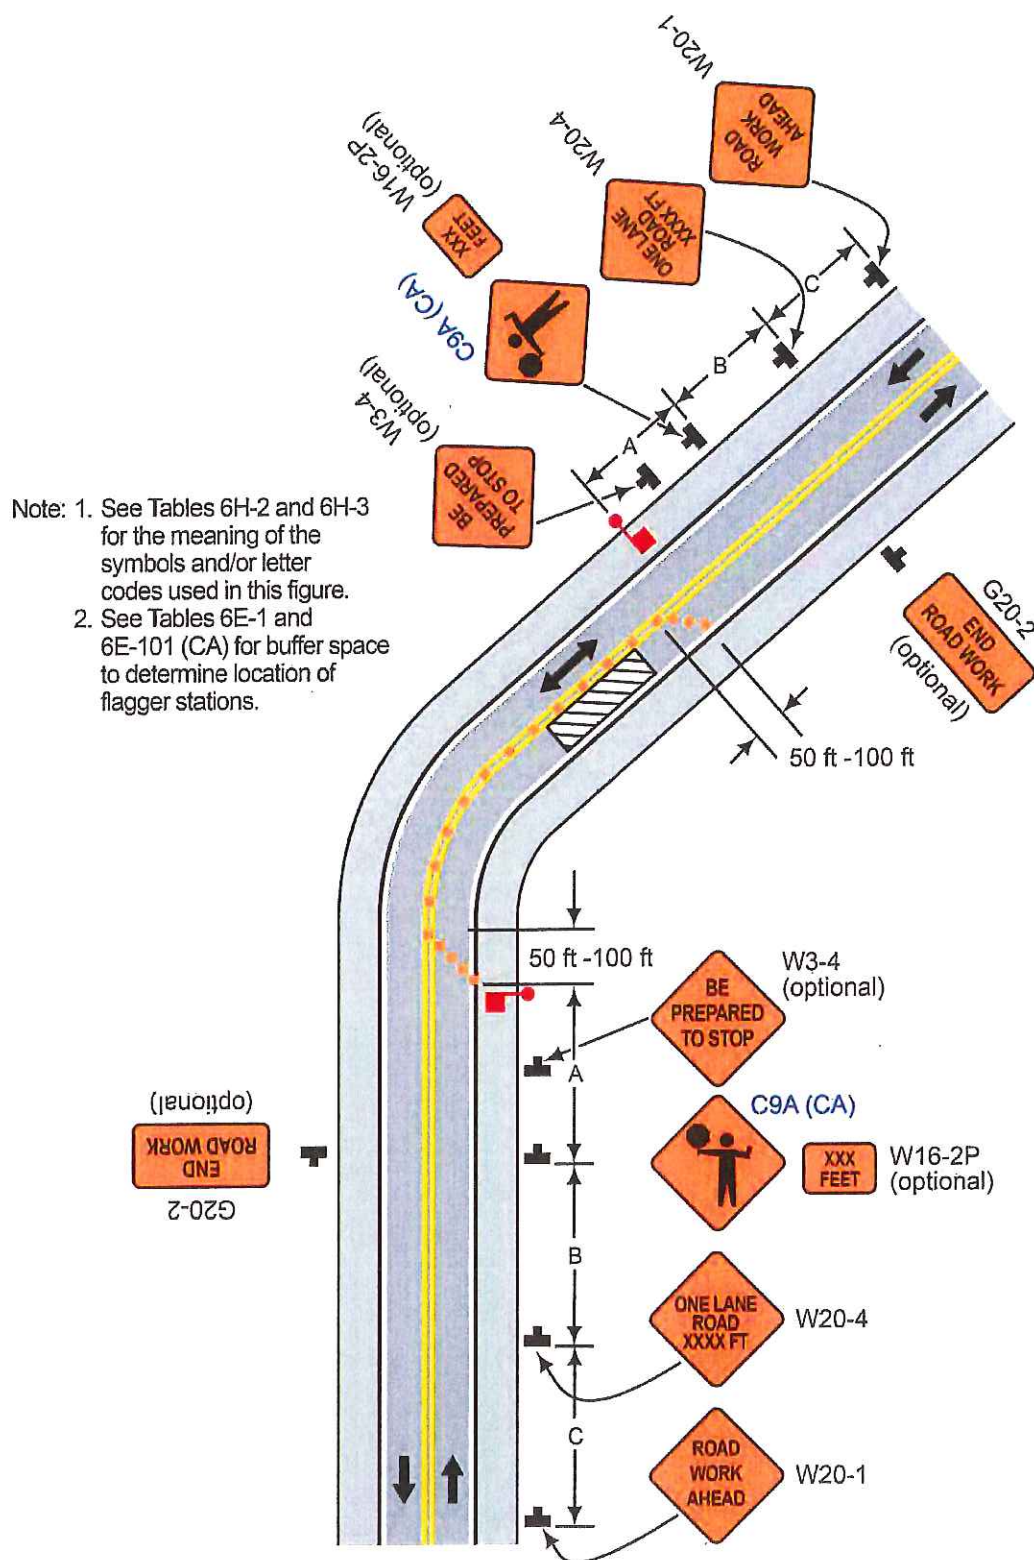 W20-1
ROAD
WORK
AHEAD
W20-4
ONE LANE
ROAD
XXXX FT
W16-2P
(optional)
XXX
FEET
C9A (CA)
W3-4
(optional)
BE
PREPARED
TO STOP
C
B
A
Note: 1. See Tables 6H-2 and 6H-3
for the meaning of the
symbols and/or letter
codes used in this figure.
2. See Tables 6E-1 and
6E-101 (CA) for buffer space
to determine location of
flagger stations.
G20-2
END
ROAD WORK
(optional)
50 ft -100 ft
50 ft -100 ft
BE
PREPARED
TO STOP
W3-4
(optional)
A
C9A (CA)
XXX
FEET
W16-2P
(optional)
G20-2
END
ROAD WORK
(optional)
B
ONE LANE
ROAD
XXXX FT
W20-4
C
ROAD
WORK
AHEAD
W20-1